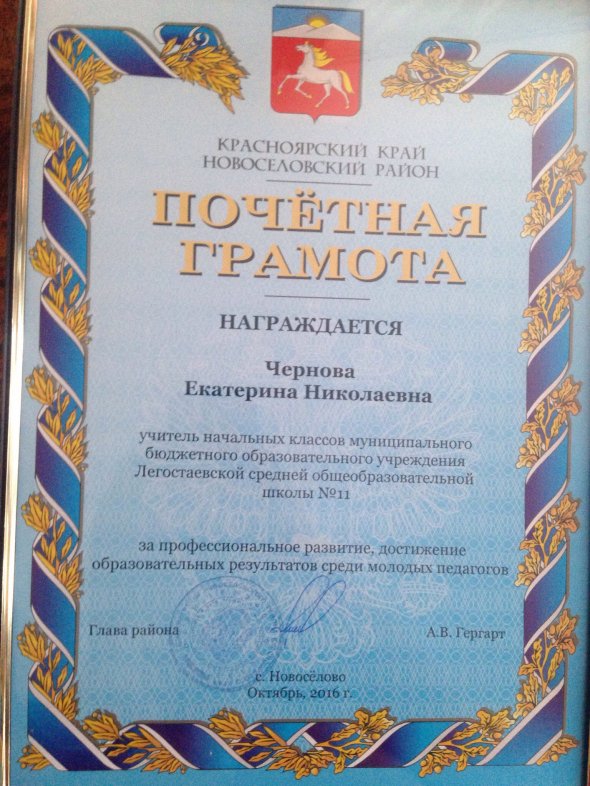 КРАСНОЯРСКИЙ КРАЙ
НОВОСЕЛОВСКИЙ РАЙОН
ПОЧЁТНАЯ
ГРАМОТА
НАГРАЖДАЕТСЯ
Чернова
Екатерина Николаевна
учитель начальных классов муниципального
бюджетного образовательного учреждения
Легостаевской средней общеобразовательной
школы №11
за профессиональное развитие, достижение
образовательных результатов среди молодых педагогов
Глава района А.В. Гергарт
с. Новосёлово
Октябрь, 2016 г.